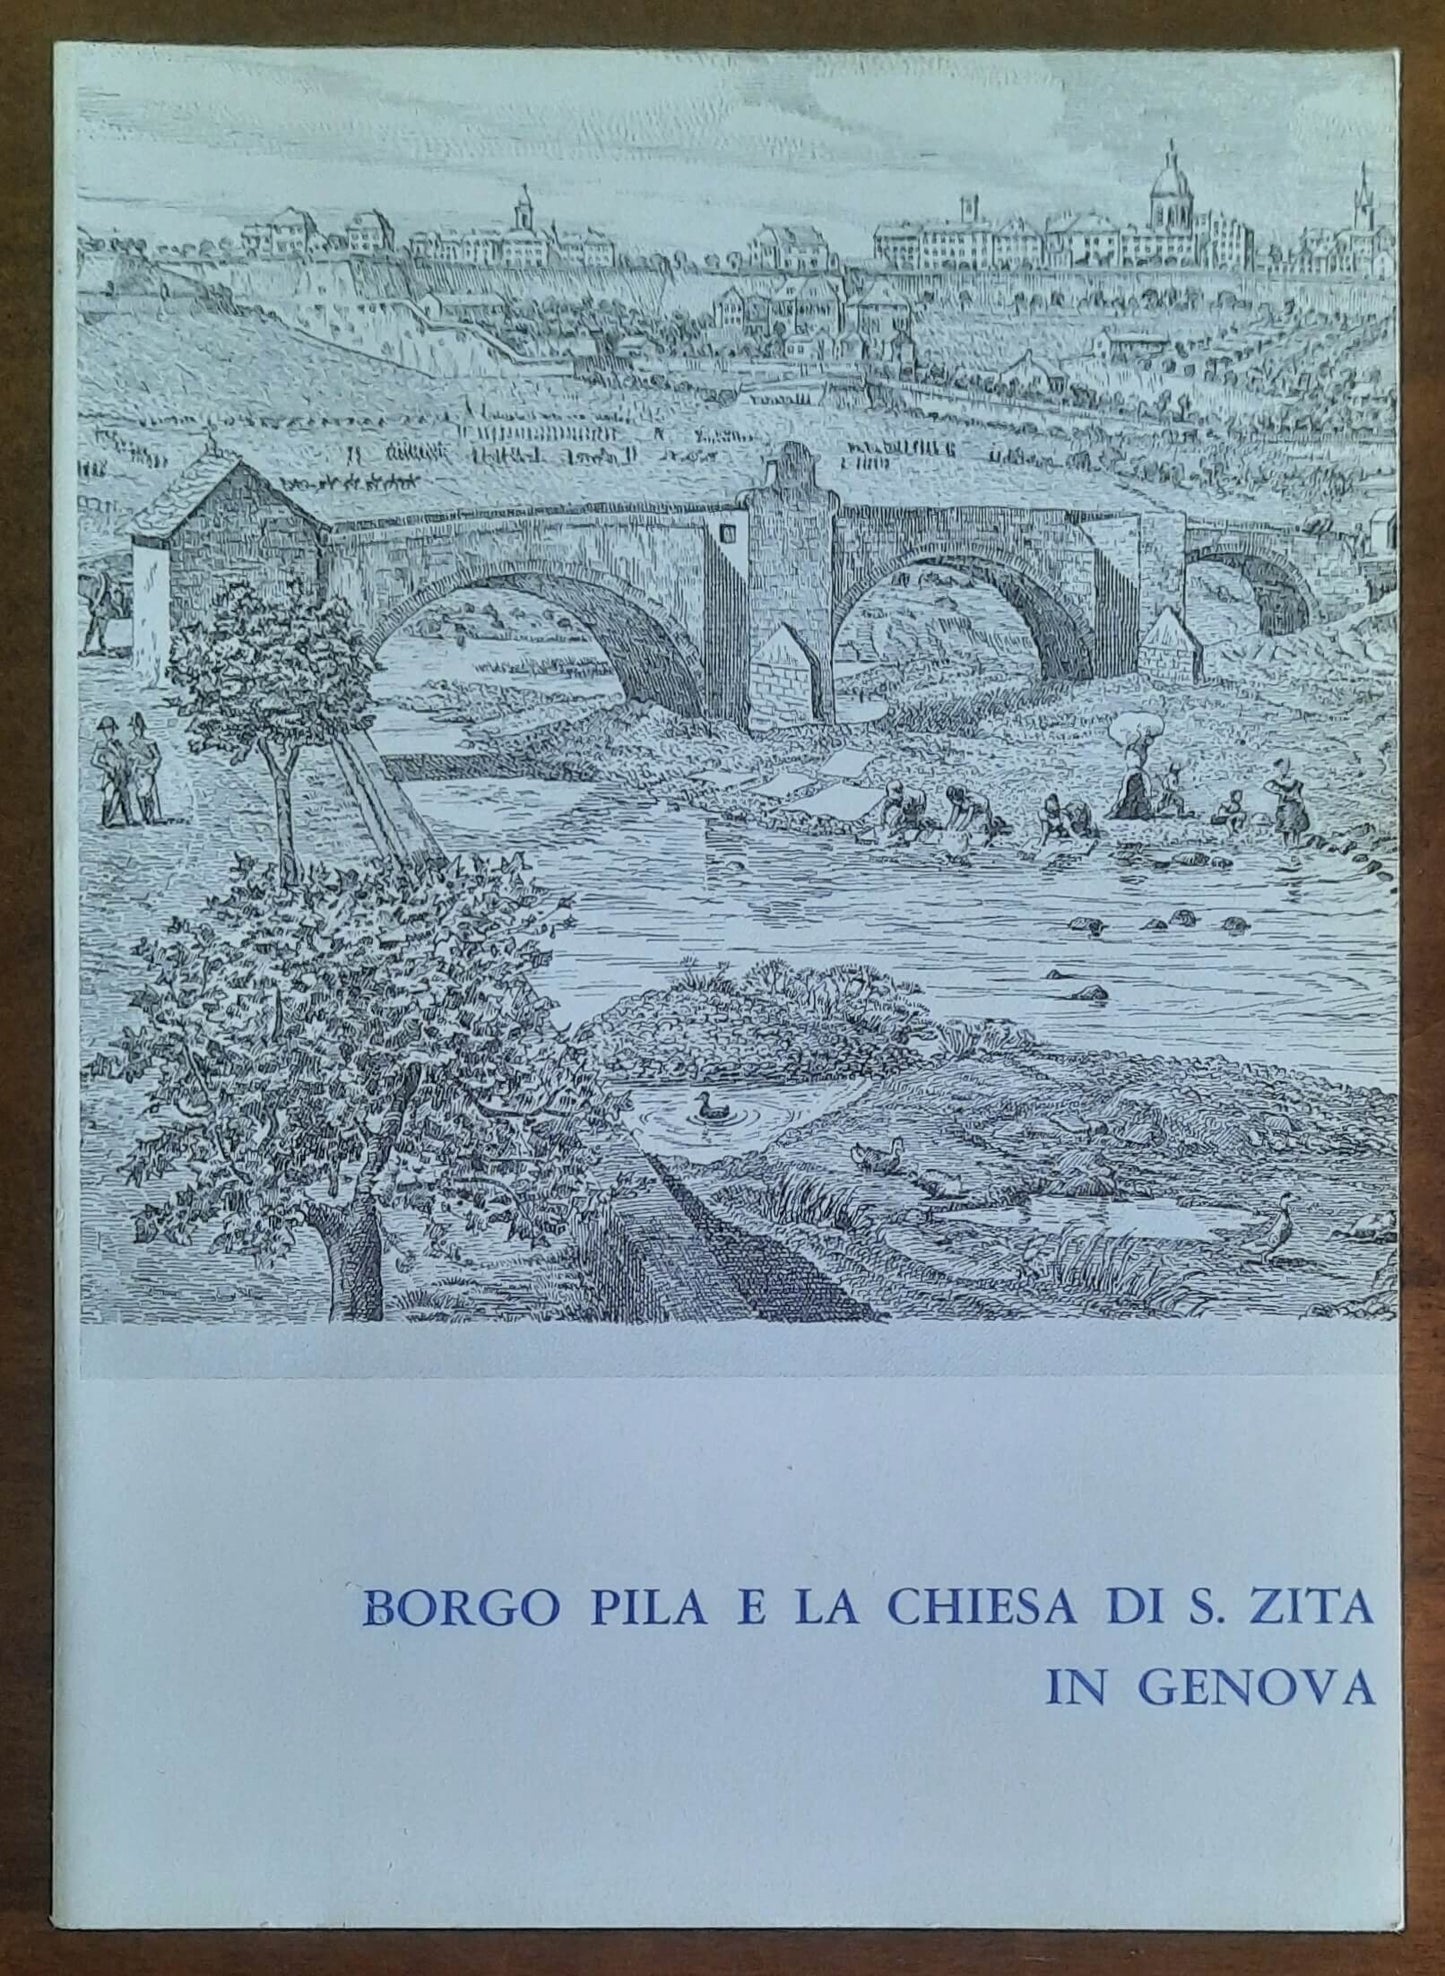 BORGO PILA E LA CHIESA DI S. ZITA
IN GENOVA